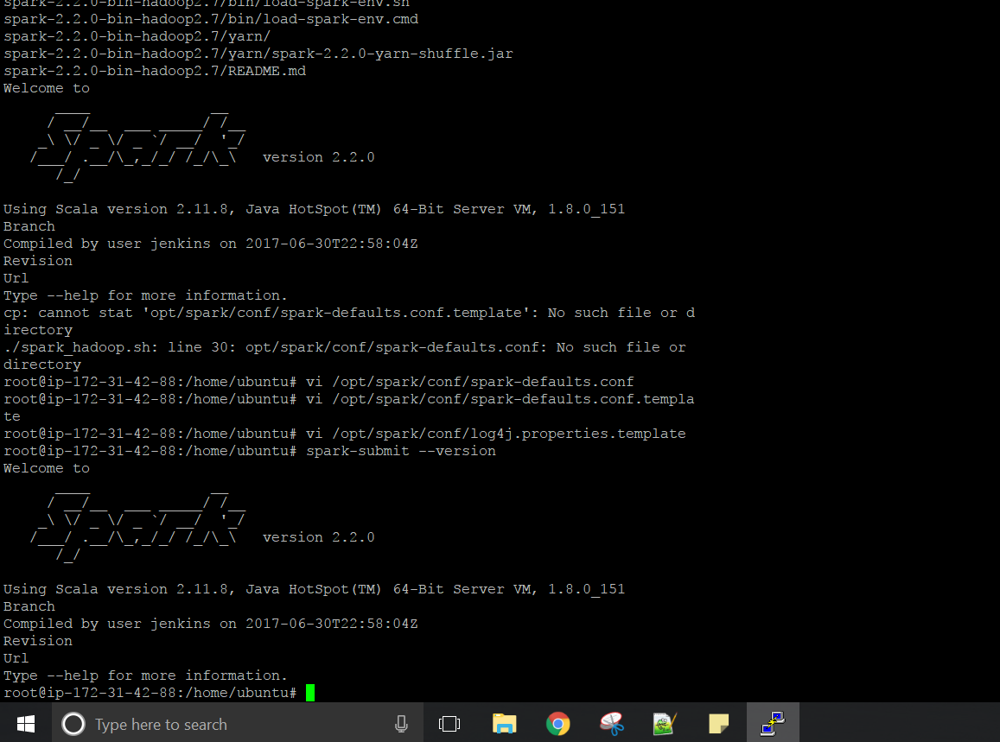 spark-2.2.0-bin-hadoop2.7/bin/load-spark-env.sh
spark-2.2.0-bin-hadoop2.7/bin/load-spark-env.cmd
spark-2.2.0-bin-hadoop2.7/yarn/
spark-2.2.0-bin-hadoop2.7/yarn/spark-2.2.0-yarn-shuffle.jar
spark-2.2.0-bin-hadoop2.7/README.md
Welcome to
      ____              __
     / __/__  ___ _____/ /__
    _\ \/ _ \/ _ `/ __/  '_/
   /___/ .__/\_,_/_/ /_/\_\   version 2.2.0
      /_/
Using Scala version 2.11.8, Java HotSpot(TM) 64-Bit Server VM, 1.8.0_151
Branch
Compiled by user jenkins on 2017-06-30T22:58:04Z
Revision
Url
Type --help for more information.
cp: cannot stat 'opt/spark/conf/spark-defaults.conf.template': No such file or d
irectory
./spark_hadoop.sh: line 30: opt/spark/conf/spark-defaults.conf: No such file or
directory
root@ip-172-31-42-88:/home/ubuntu# vi /opt/spark/conf/spark-defaults.conf
root@ip-172-31-42-88:/home/ubuntu# vi /opt/spark/conf/spark-defaults.conf.templa
te
root@ip-172-31-42-88:/home/ubuntu# vi /opt/spark/conf/log4j.properties.template
root@ip-172-31-42-88:/home/ubuntu# spark-submit --version
Welcome to
      ____              __
     / __/__  ___ _____/ /__
    _\ \/ _ \/ _ `/ __/  '_/
   /___/ .__/\_,_/_/ /_/\_\   version 2.2.0
      /_/
Using Scala version 2.11.8, Java HotSpot(TM) 64-Bit Server VM, 1.8.0_151
Branch
Compiled by user jenkins on 2017-06-30T22:58:04Z
Revision
Url
Type --help for more information.
root@ip-172-31-42-88:/home/ubuntu#
Type here to search